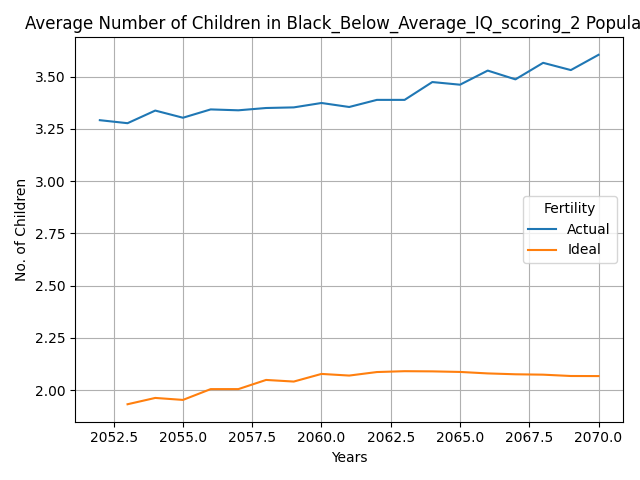 Average Number of Children in Black_Below_Average_IQ_scoring_2 Popula
3.50
3.25
3.00
2.75
2.50
2.25
2.00
No. of Children
Fertility
Actual
Ideal
2052.5 2055.0 2057.5 2060.0 2062.5 2065.0 2067.5 2070.0
Years